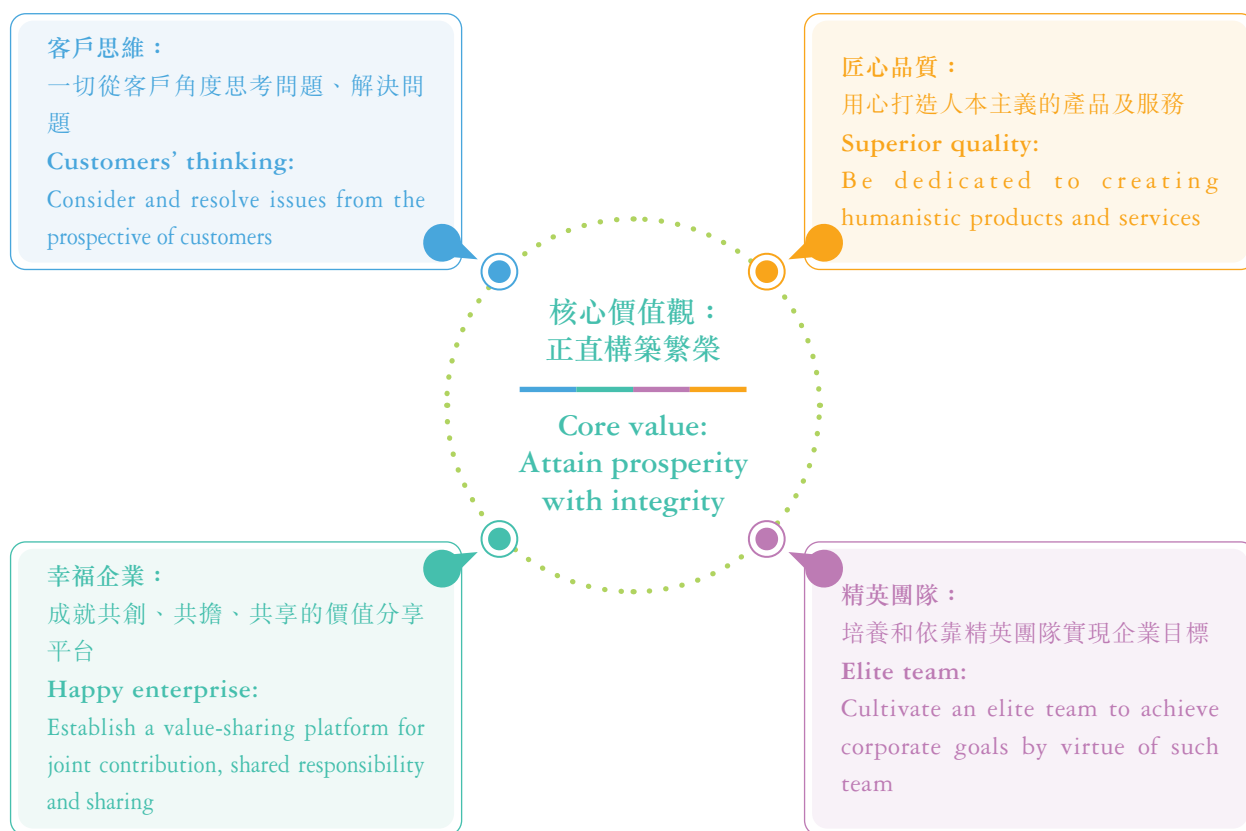 客戶思維：
一切從客戶角度思考問題、解決問
題
Customers’ thinking:
Consider and resolve issues from the
prospective of customers
匠心品質：
用心打造人本主義的產品及服務
Superior quality:
Be dedicated to creating
humanistic products and services
核心價值觀：
正直構築繁榮
Core value:
Attain prosperity
with integrity
幸福企業：
成就共創、共擔、共享的價值分享
平台
Happy enterprise:
Establish a value-sharing platform for
joint contribution, shared responsibility
and sharing
精英團隊：
培養和依靠精英團隊實現企業目標
Elite team:
Cultivate an elite team to achieve
corporate goals by virtue of such
team